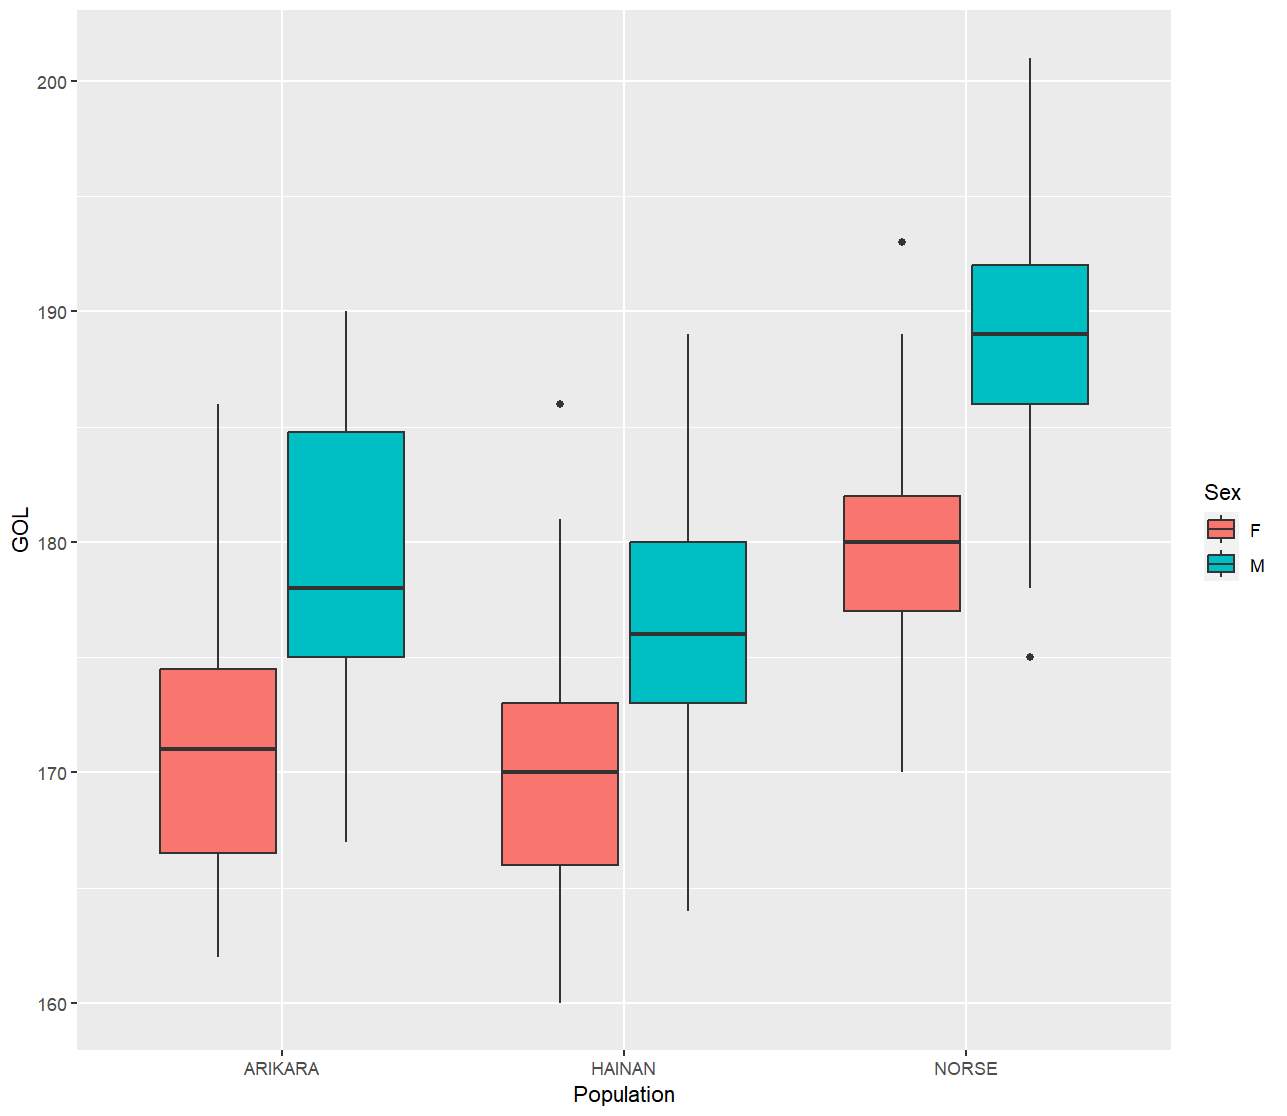 GOL
200
190
180
170
160
ARIKARA
HAINAN
NORSE
Population
Sex
F
M